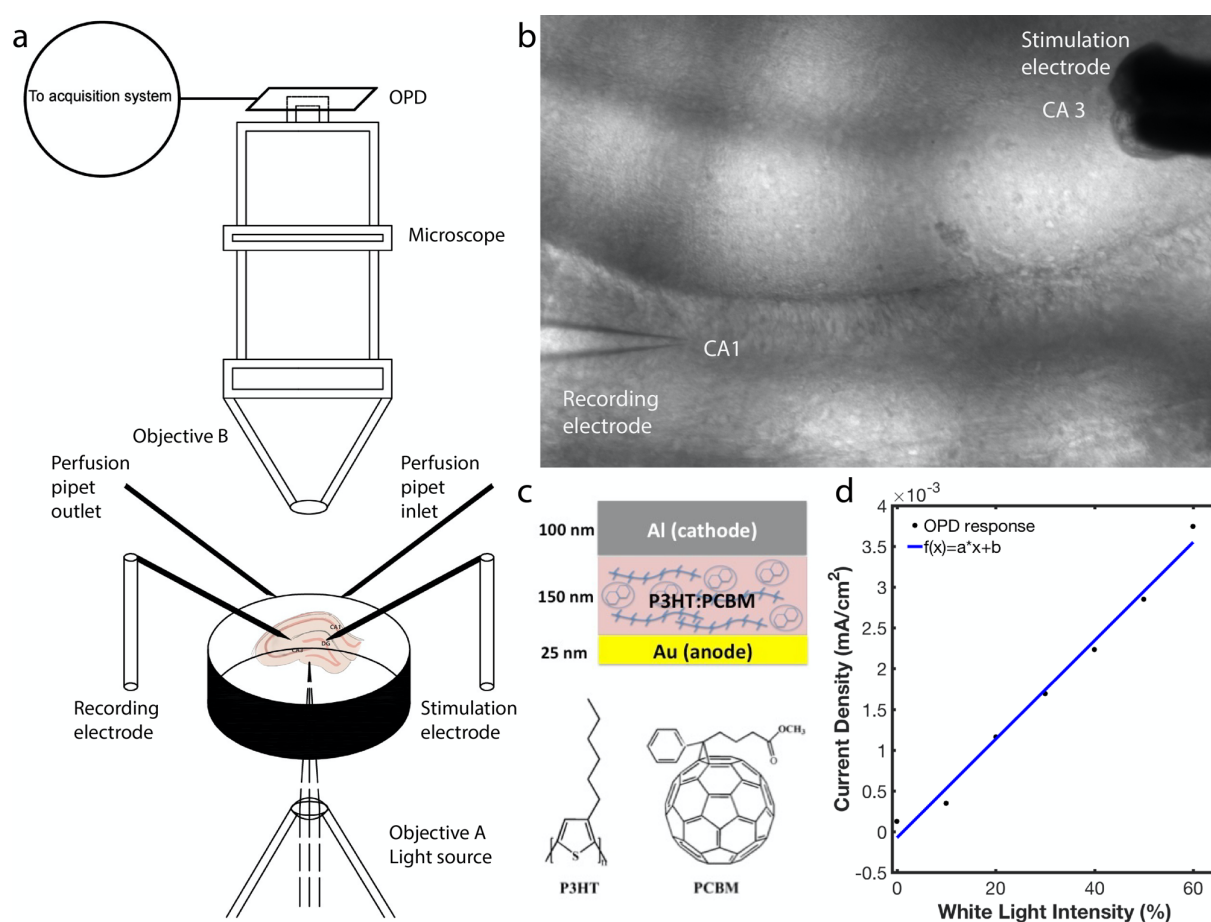 a
To acquisition system
OPD
Microscope
Objective B
Perfusion
pipet
outlet
Perfusion
pipet
inlet
CA1
DG
CA3
Recording
electrode
Stimulation
electrode
Objective A
Light source
b
Stimulation
electrode
CA 3
CA1
Recording
electrode
c
100 nm
Al (cathode)
150 nm
P3HT:PCBM
25 nm
Au (anode)
S
n
P3HT
OCH3
O
PCBM
d
×10-3
4
3.5
3
2.5
2
1.5
1
0.5
0
-0.5
OPD response
f(x)=a*x+b
Current Density (mA/cm2)
0
20
40
60
White Light Intensity (%)